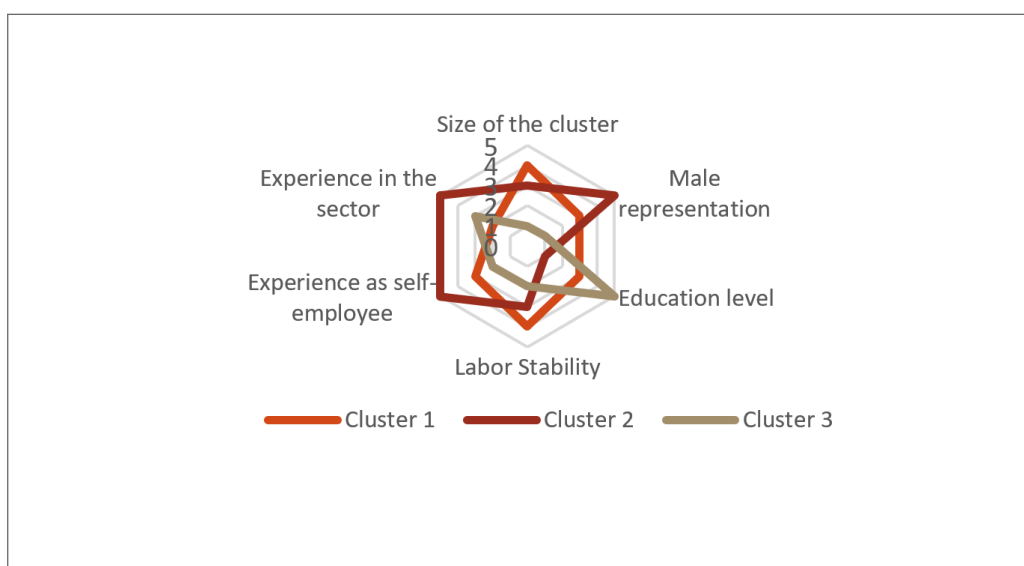 Size of the cluster
5
4
3
2
1
0
Male
representation
Education level
Labor Stability
Experience as self-
employee
Experience in the
sector
Cluster 1
Cluster 2
Cluster 3